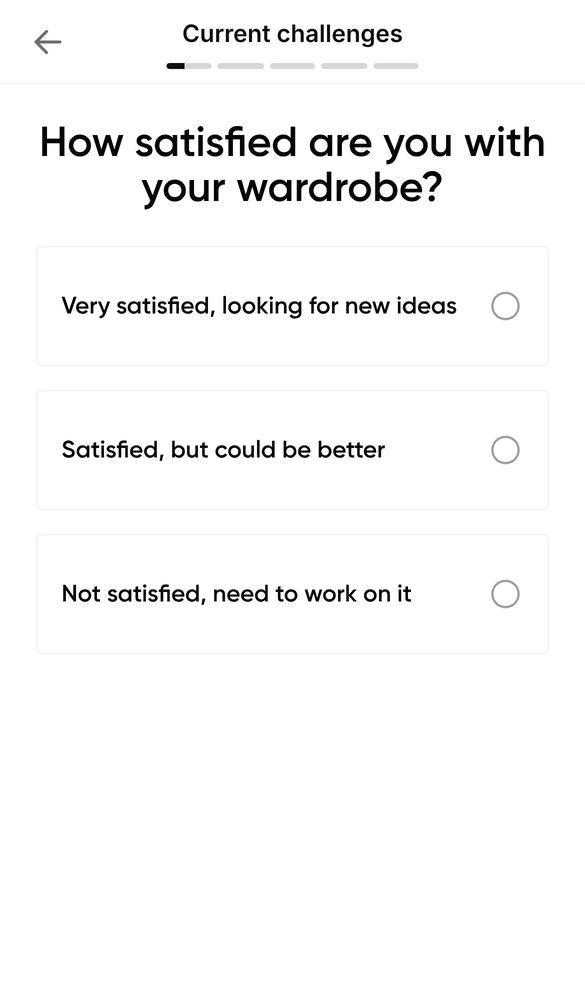 Current challenges
How satisfied are you with
your wardrobe?
Very satisfied, looking for new ideas
Satisfied, but could be better
Not satisfied, need to work on it